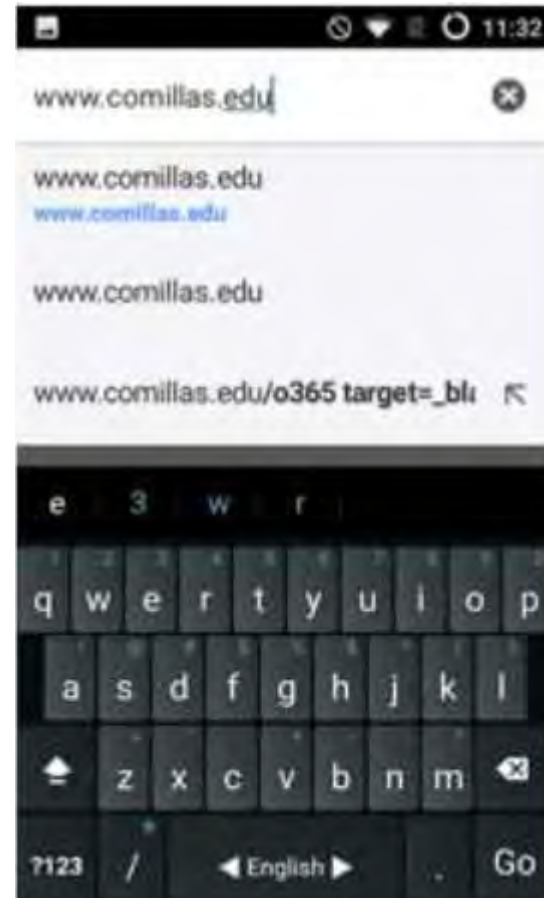 11:32
www.comillas.edu
www.comillas.edu
www.comillas.edu
www.comillas.edu
www.comillas.edu/o365 target=_bla
e 3 w r
q w e r t y u i o p
a s d f g h j k l
z x c v b n m
?123 / English . Go